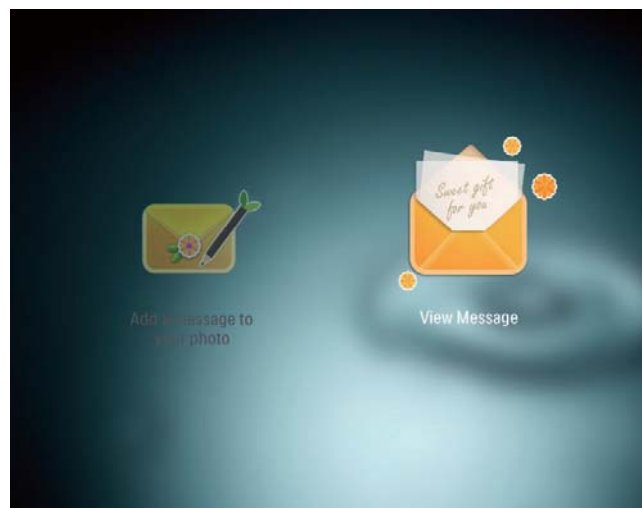 Sweet gift
for you
Add a message to
your photo
View Message